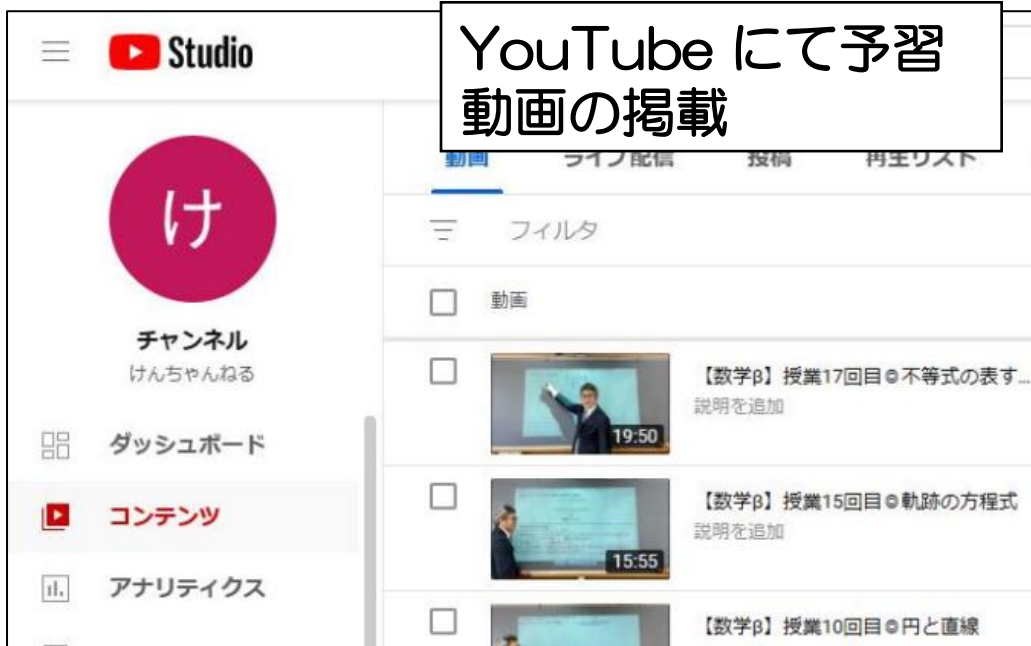 Studio
YouTube にて予習
動画の掲載
動画 ライブ配信 投稿 再生リスト
フィルタ
動画
け
チャンネル
けんちゃんねる
ダッシュボード
コンテンツ
アナリティクス
【数学β】授業17回目◎不等式の表す...
説明を追加
19:50
【数学β】授業15回目◎軌跡の方程式
説明を追加
15:55
【数学β】授業10回目◎円と直線